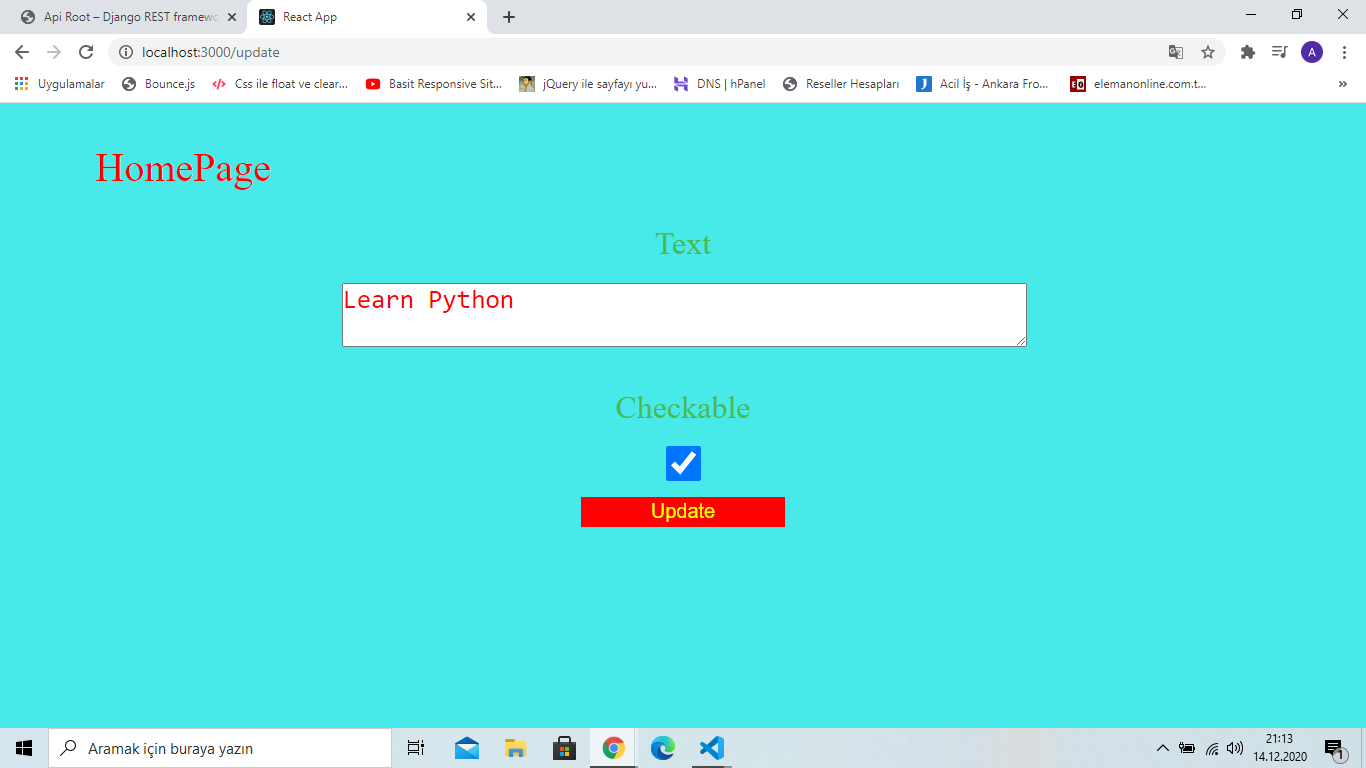 Api Root – Django REST framewo
React App
localhost:3000/update
A
Uygulamalar
Bounce.js
Css ile float ve clear...
Basit Responsive Sit...
jQuery ile sayfayı yu...
DNS | hPanel
Reseller Hesapları
J
Acil İş - Ankara Fro...
elemanonline.com.t...
HomePage
Text
Learn Python
Checkable
Update
Aramak için buraya yazın
21:13
14.12.2020
1